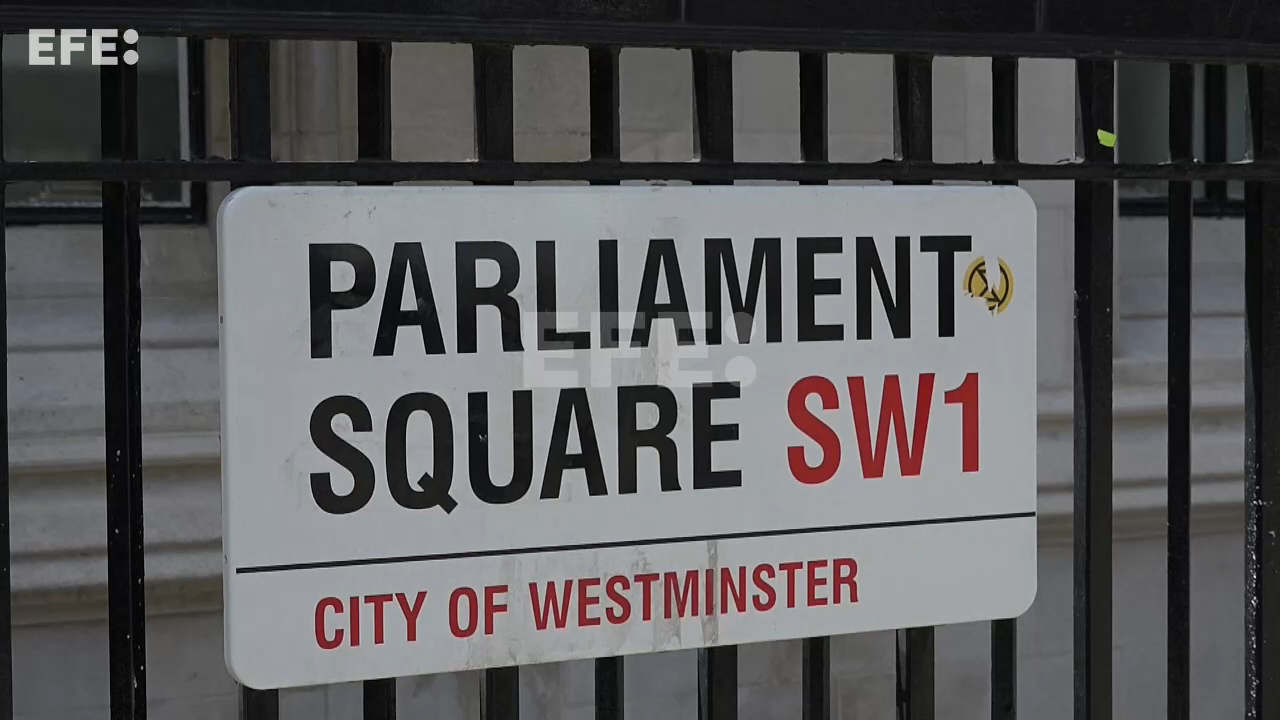 EFE:
PARLIAMENT
EFE:
SQUARE SW1
CITY OF WESTMINSTER